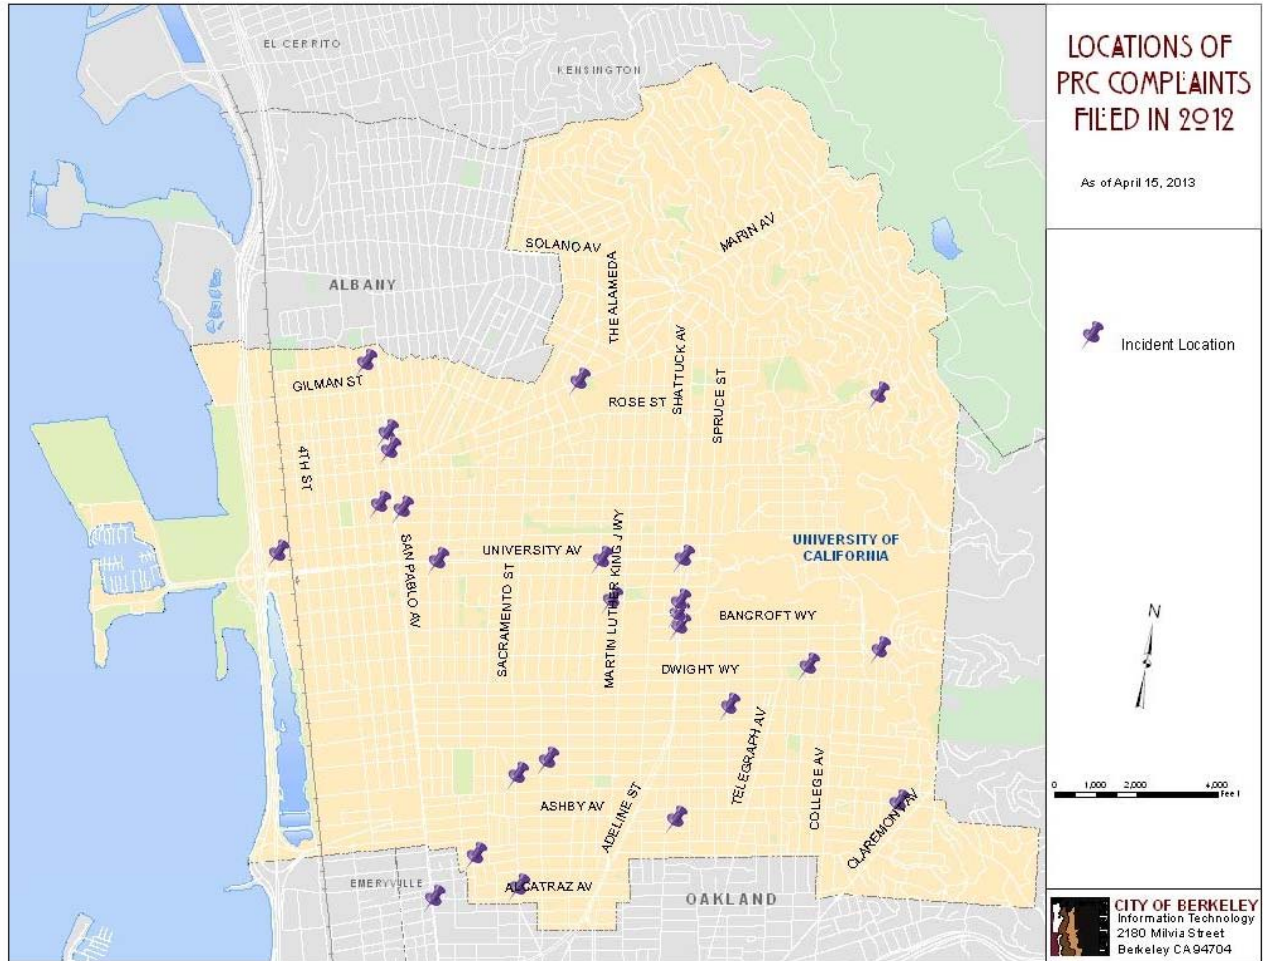 LOCATIONS OF
PRC COMPLAINTS
FILED IN 2012
As of April 15, 2013
Incident Location
EL CERRITO
KENSINGTON
SOLANO AV
MARIN AV
THE ALAMEDA
ALBANY
GILMAN ST
ROSE ST
SHATTUCK AV
SPRUCE ST
4TH ST
SAN PABLO AV
UNIVERSITY AV
SACRAMENTO ST
MARTIN LUTHER KING J WY
UNIVERSITY OF
CALIFORNIA
BANCROFT WY
DWIGHT WY
TELEGRAPH AV
COLLEGE AV
ASHBY AV
ADELINE ST
CLAREMONT AV
EMERYVILLE
ALCATRAZ AV
OAKLAND
N
0 1,000 2,000 4,000
Feet
CITY OF BERKELEY
Information Technology
2180 Milvia Street
Berkeley CA 94704